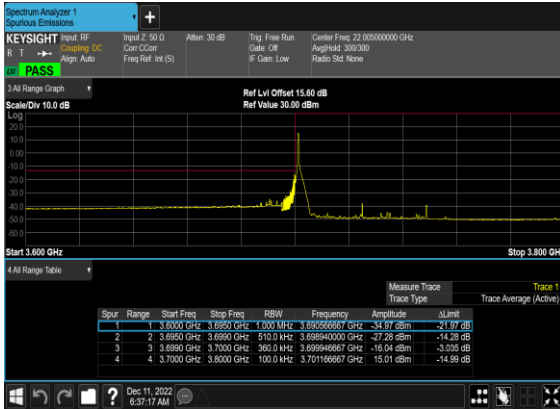 Spectrum Analyzer 1
Spurious Emissions
+
KEYSIGHT Input: RF Input Z: 50 Ω Atten: 30 dB Trig: Free Run Center Freq: 22.005000000 GHz
R T Coupling: DC Corr CCorr Gate: Off Avg|Hold: 300/300
Align: Auto Freq Ref: Int (S) IF Gain: Low Radio Std: None
PASS
3 All Range Graph
Ref Lvl Offset 15.60 dB
Scale/Div 10.0 dB Ref Value 30.00 dBm
Log
20.0
10.0
0.00
-10.0
-20.0
-30.0
-40.0
-50.0
-60.0
Start 3.600 GHz Stop 3.800 GH
4 All Range Table
Measure Trace Trace 1
Trace Type Trace Average (Active)
Spur Range Start Freq Stop Freq RBW Frequency Amplitude ΔLimit
1 1 3.6000 GHz 3.6950 GHz 1.000 MHz 3.690566667 GHz -34.97 dBm -21.97 dB
2 2 3.6950 GHz 3.6990 GHz 510.0 kHz 3.698940000 GHz -27.28 dBm -14.28 dB
3 3 3.6990 GHz 3.7000 GHz 360.0 kHz 3.699946667 GHz -16.04 dBm -3.035 dB
4 4 3.7000 GHz 3.8000 GHz 100.0 kHz 3.701166667 GHz 15.01 dBm -14.99 dB
?
Dec 11, 2022
6:37:17 AM